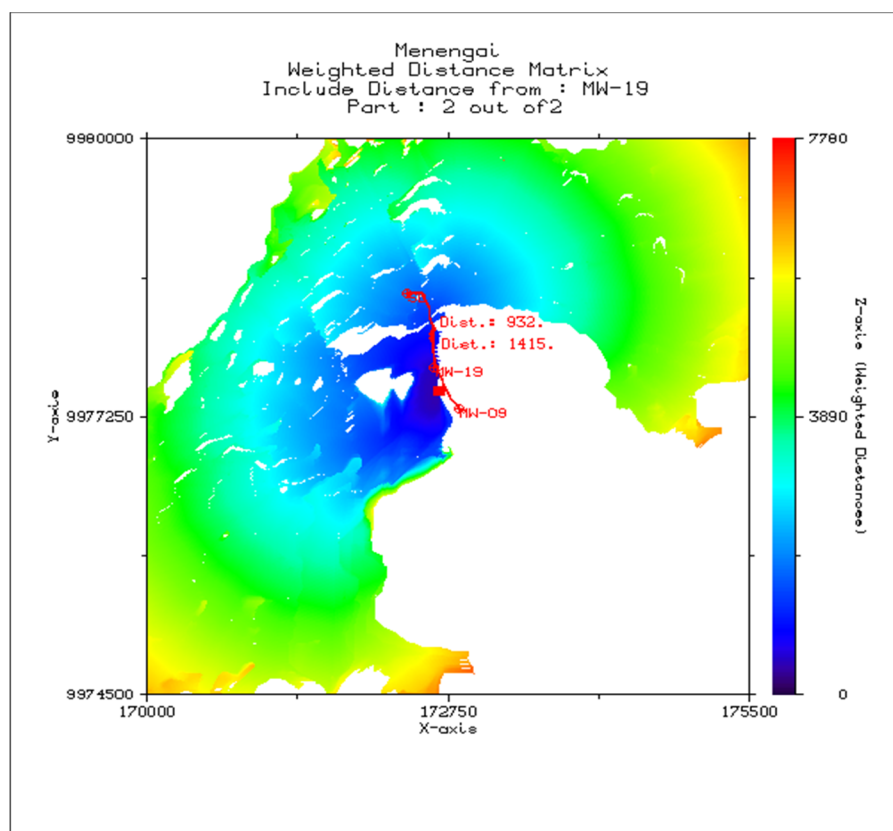 Menengai
Weighted Distance Matrix
Include Distance from : MW-19
Part : 2 out of2
9980000
7780
Dist.: 932.
Dist.: 1415.
MW-19
MW-09
Y-axis
9977250
3890
Z-axis (Weighted Distances)
9974500
0
170000
172750
175500
X-axis